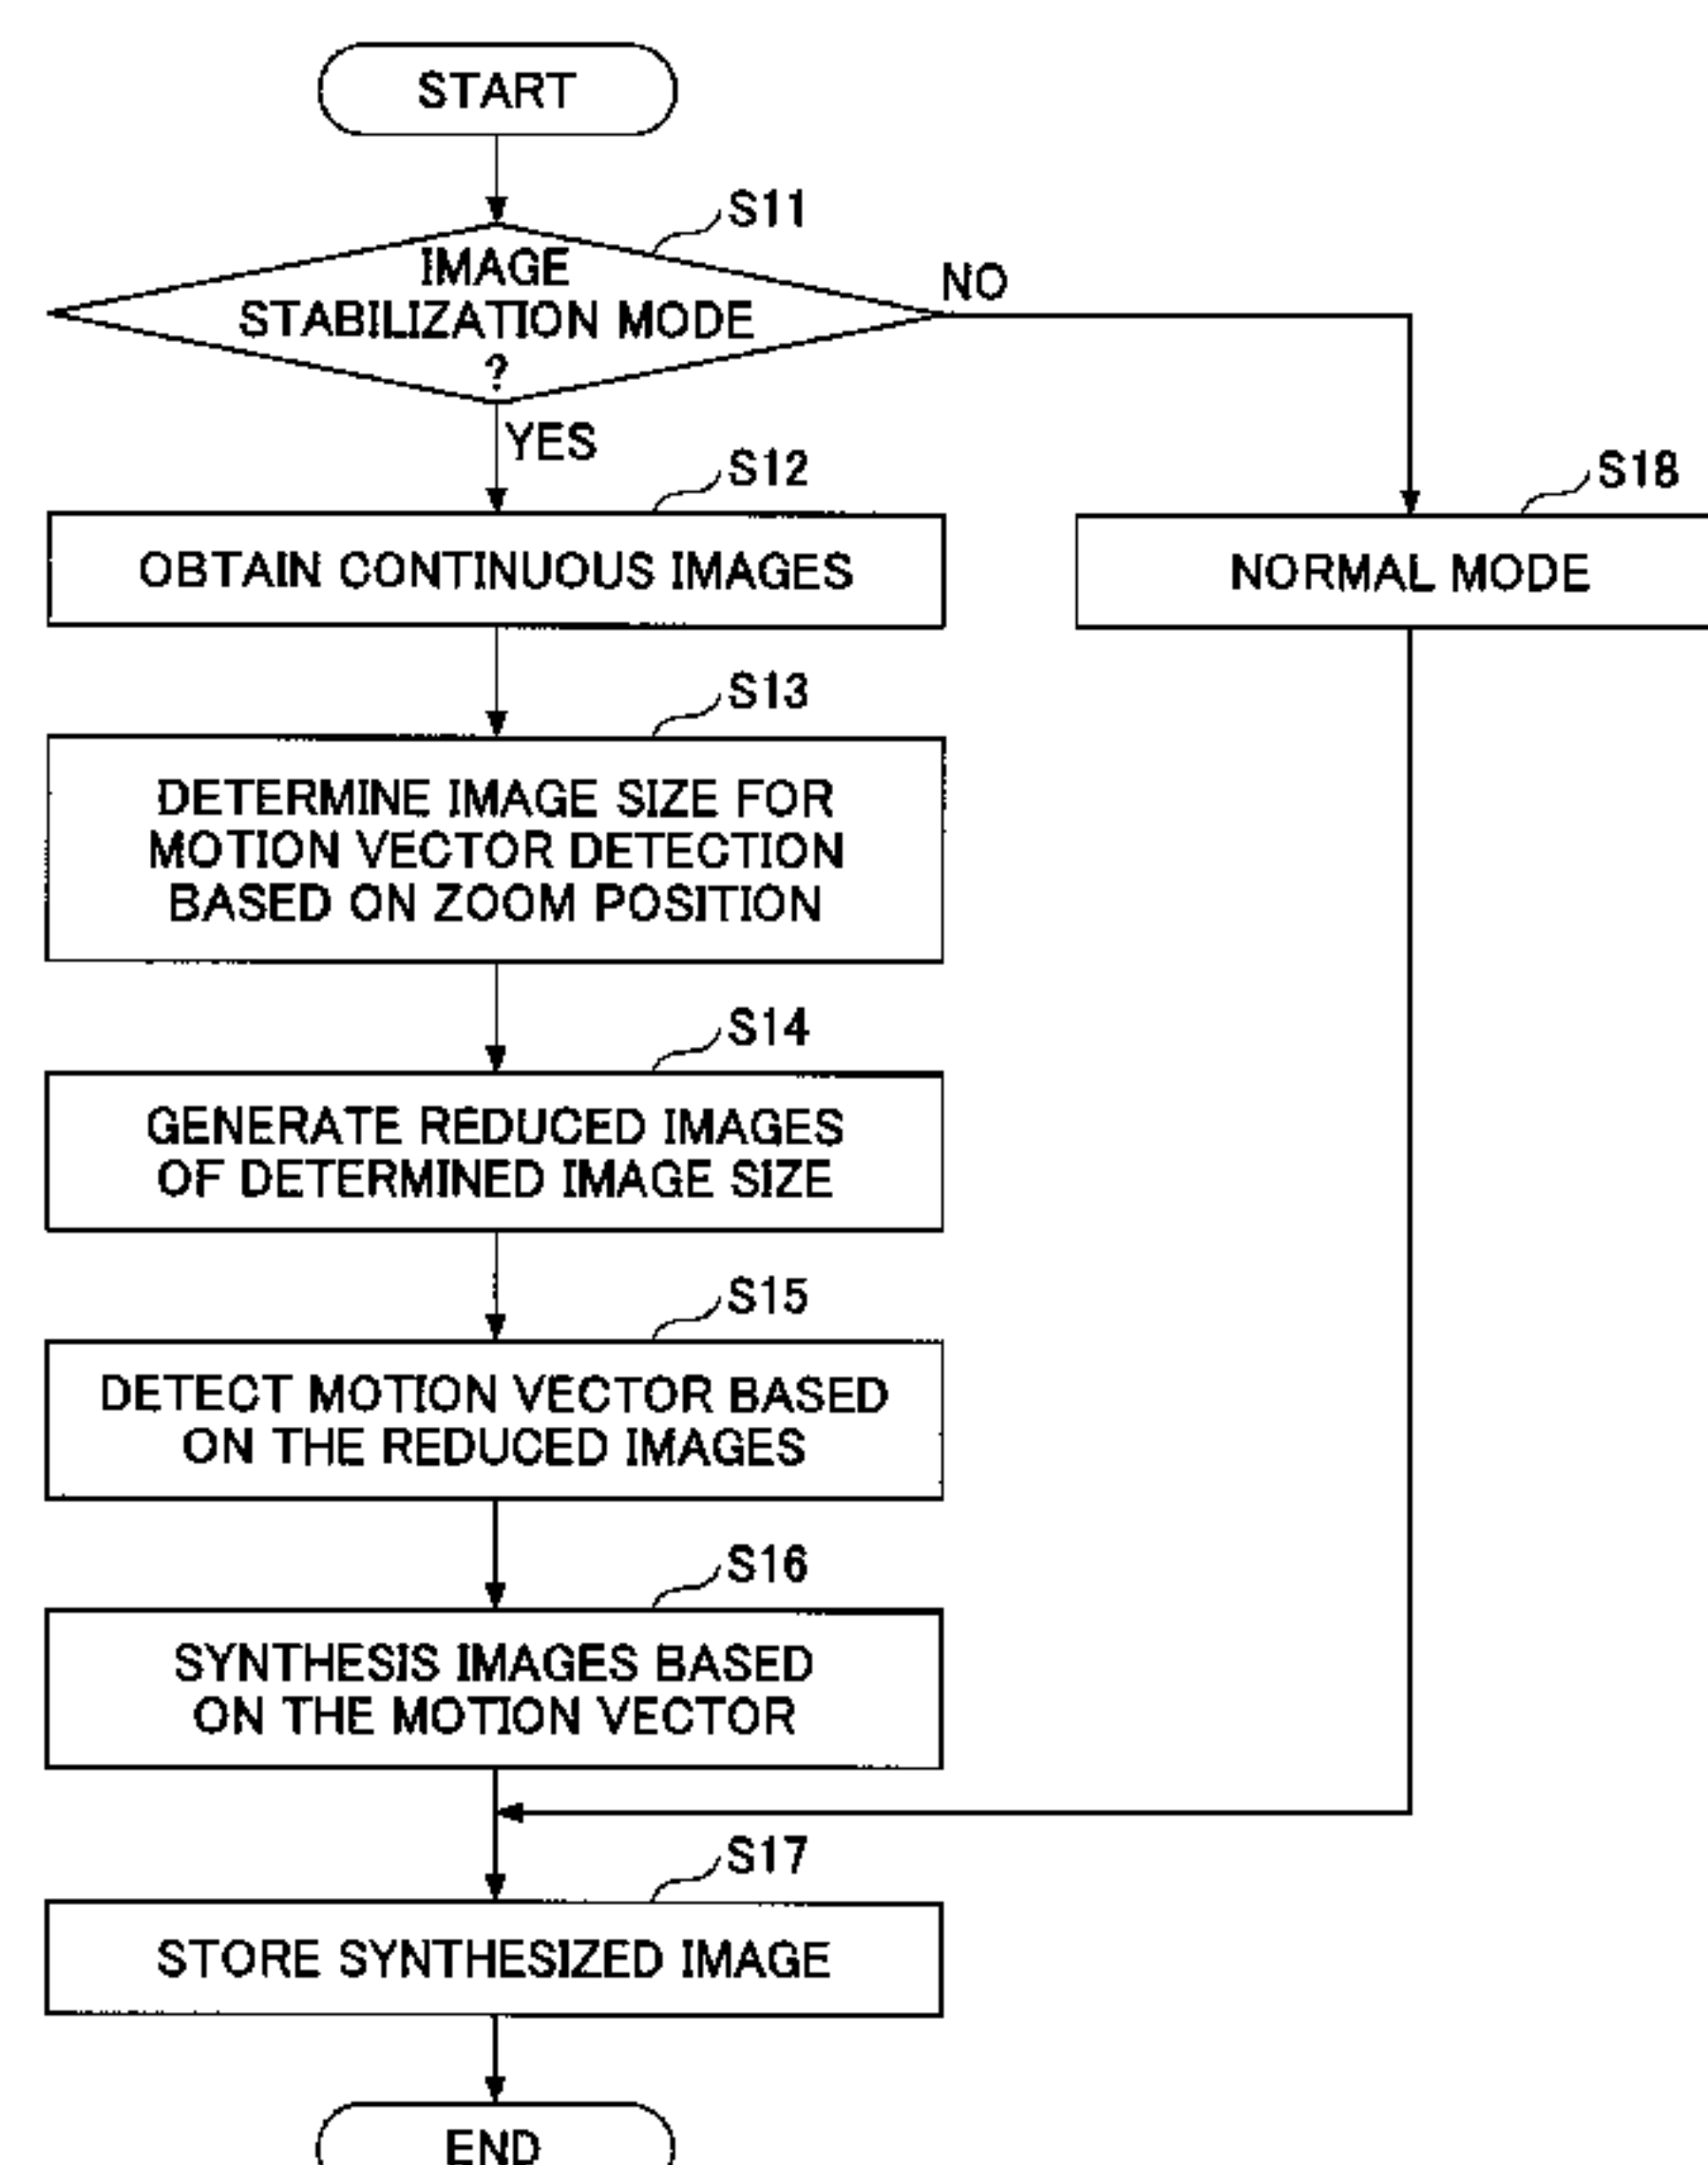 START
S11
IMAGE
STABILIZATION MODE
?
NO
YES
S12
OBTAIN CONTINUOUS IMAGES
S18
NORMAL MODE
S13
DETERMINE IMAGE SIZE FOR
MOTION VECTOR DETECTION
BASED ON ZOOM POSITION
S14
GENERATE REDUCED IMAGES
OF DETERMINED IMAGE SIZE
S15
DETECT MOTION VECTOR BASED
ON THE REDUCED IMAGES
S16
SYNTHESIS IMAGES BASED
ON THE MOTION VECTOR
S17
STORE SYNTHESIZED IMAGE
END